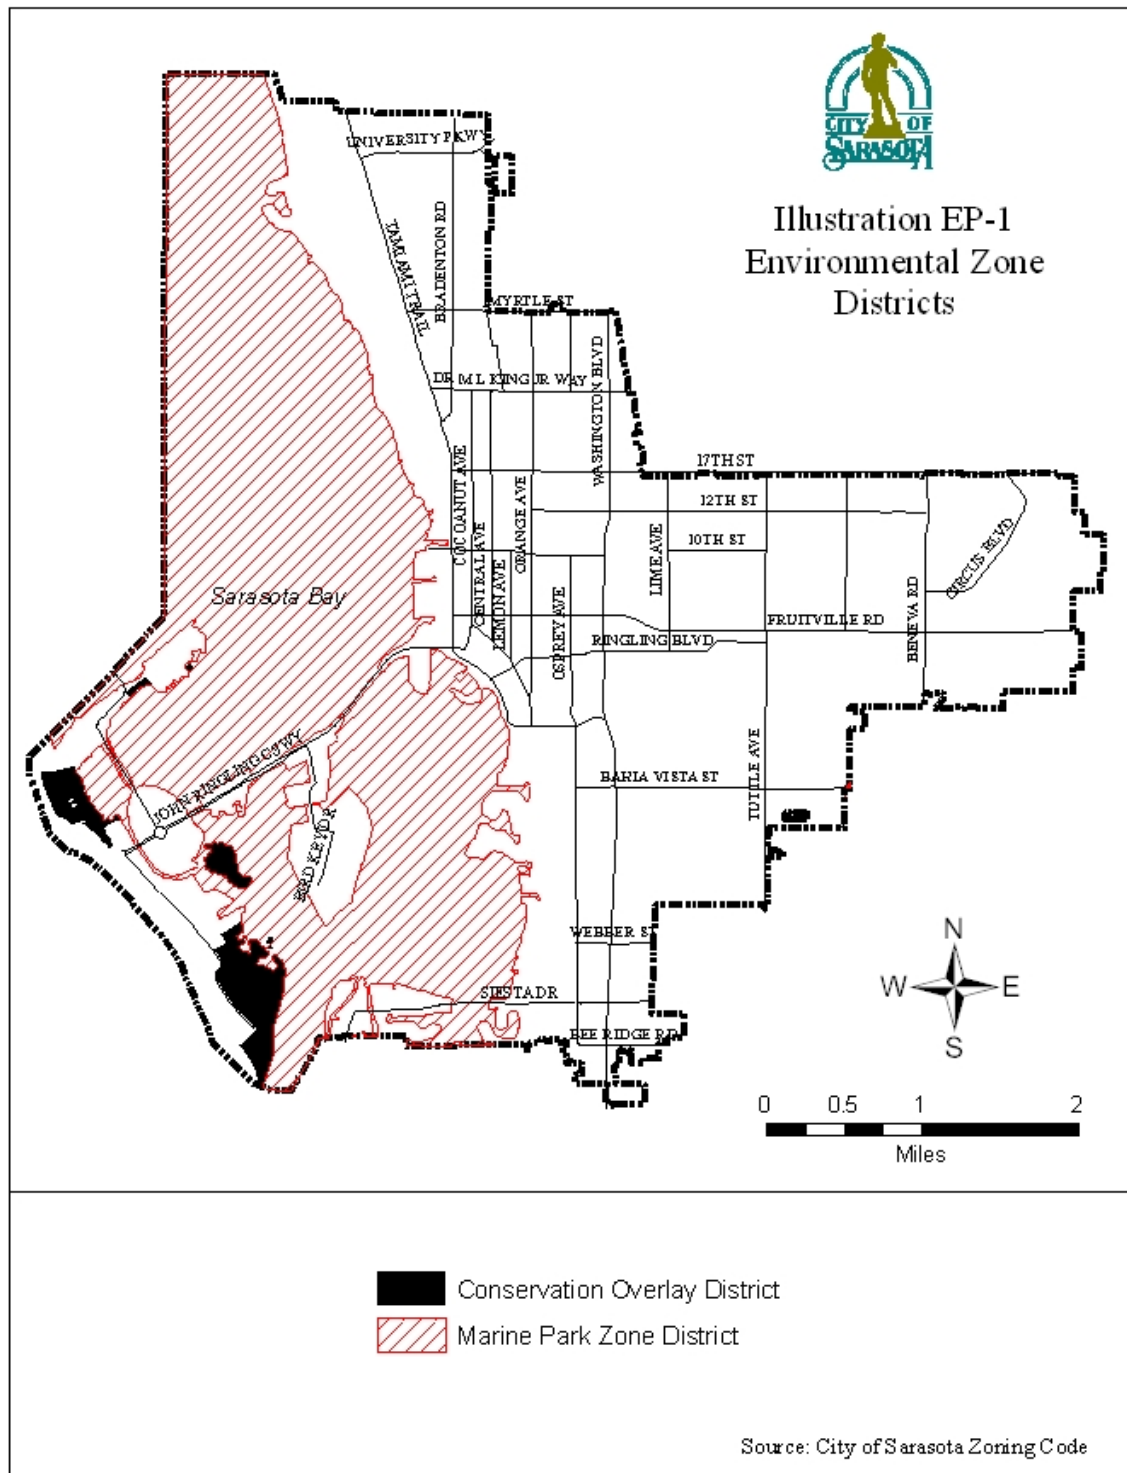 CITY OF
SARASOTA
Illustration EP-1
Environmental Zone
Districts
UNIVERSITY PKWY
TAMIAMI TRAIL
BRADENTON RD
MYRTLE ST
DR M L KING JR WAY
WASHINGTON BLVD
17TH ST
12TH ST
10TH ST
COCOANUT AVE
CENTRAL AVE
LEMON AVE
ORANGE AVE
OSPREY AVE
LIME AVE
CIRCUS BLVD
BENEVA RD
FRUITVILLE RD
RINGLING BLVD
Sarasota Bay
JOHN RINGLING CSWY
BIRD KEY DR
BAHIA VISTA ST
TUTTLE AVE
WEBBER ST
SIESTA DR
BEE RIDGE RD
N
W E
S
0 0.5 1 2
Miles
Conservation Overlay District
Marine Park Zone District
Source: City of Sarasota Zoning Code